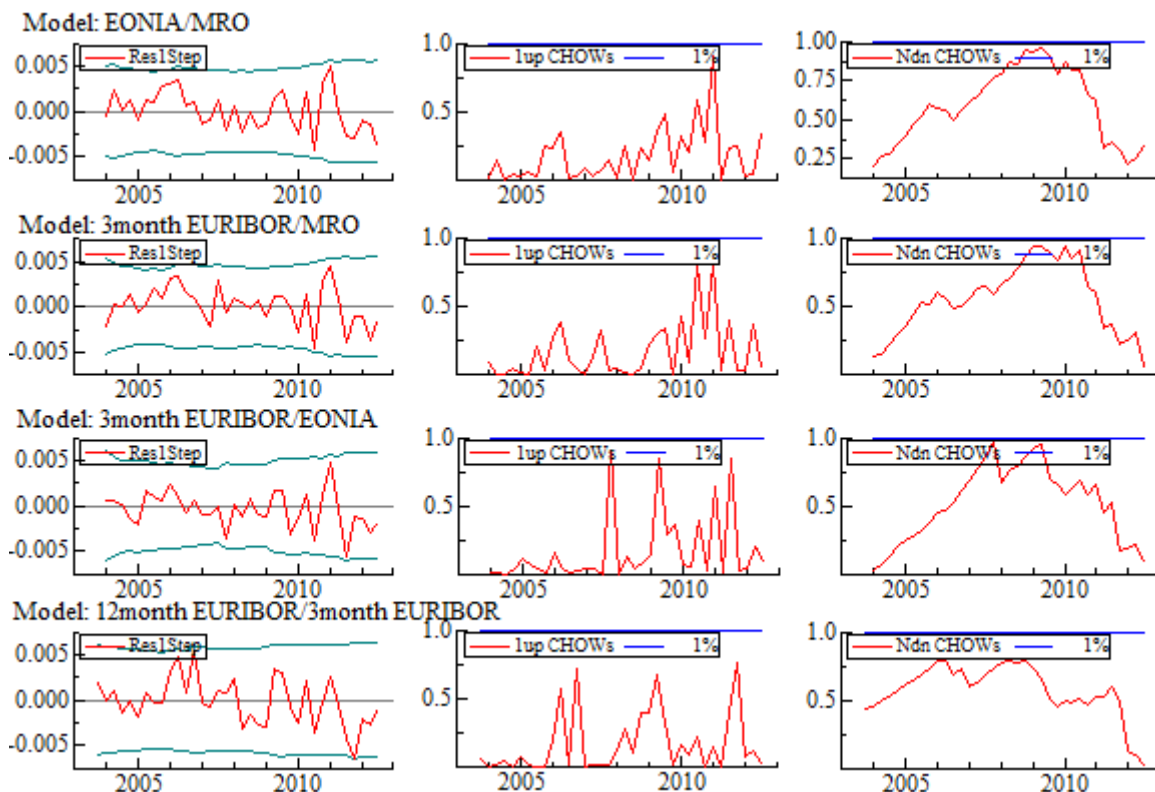 Model: EONIA/MRO
0.005 Res1Step
0.000
-0.005
2005 2010
1.0 1up CHOWs 1%
0.5
2005 2010
1.00 Ndn CHOWs 1%
0.75
0.50
0.25
2005 2010
Model: 3month EURIBOR/MRO
0.005 Res1Step
0.000
-0.005
2005 2010
1.0 1up CHOWs 1%
0.5
2005 2010
1.0 Ndn CHOWs 1%
0.5
2005 2010
Model: 3month EURIBOR/EONIA
0.005 Res1Step
0.000
-0.005
2005 2010
1.0 1up CHOWs 1%
0.5
2005 2010
1.0 Ndn CHOWs 1%
0.5
2005 2010
Model: 12month EURIBOR/3month EURIBOR
0.005 Res1Step
0.000
-0.005
2005 2010
1.0 1up CHOWs 1%
0.5
2005 2010
1.0 Ndn CHOWs 1%
0.5
2005 2010